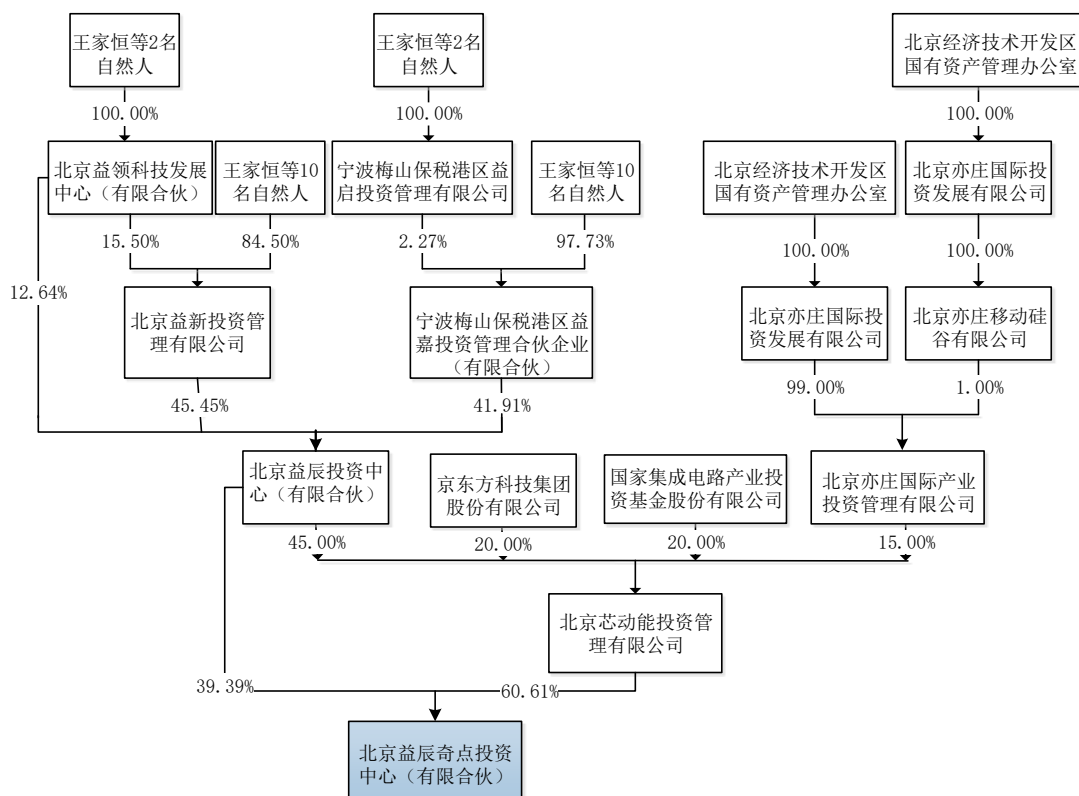 王家恒等2名
自然人
王家恒等2名
自然人
北京经济技术开发区
国有资产管理办公室
100.00%
100.00%
100.00%
北京益领科技发展
中心（有限合伙）
王家恒等10
名自然人
宁波梅山保税港区益
启投资管理有限公司
王家恒等10
名自然人
北京经济技术开发区
国有资产管理办公室
北京亦庄国际投
资发展有限公司
15.50%
84.50%
2.27%
97.73%
100.00%
100.00%
12.64%
北京益新投资管
理有限公司
宁波梅山保税港区益
嘉投资管理合伙企业
（有限合伙）
北京亦庄国际投
资发展有限公司
北京亦庄移动硅
谷有限公司
45.45%
41.91%
99.00%
1.00%
北京益辰投资中
心（有限合伙）
京东方科技集团
股份有限公司
国家集成电路产业投
资基金股份有限公司
北京亦庄国际产业
投资管理有限公司
45.00%
20.00%
20.00%
15.00%
北京芯动能投资管
理有限公司
39.39%
60.61%
北京益辰奇点投资
中心（有限合伙）